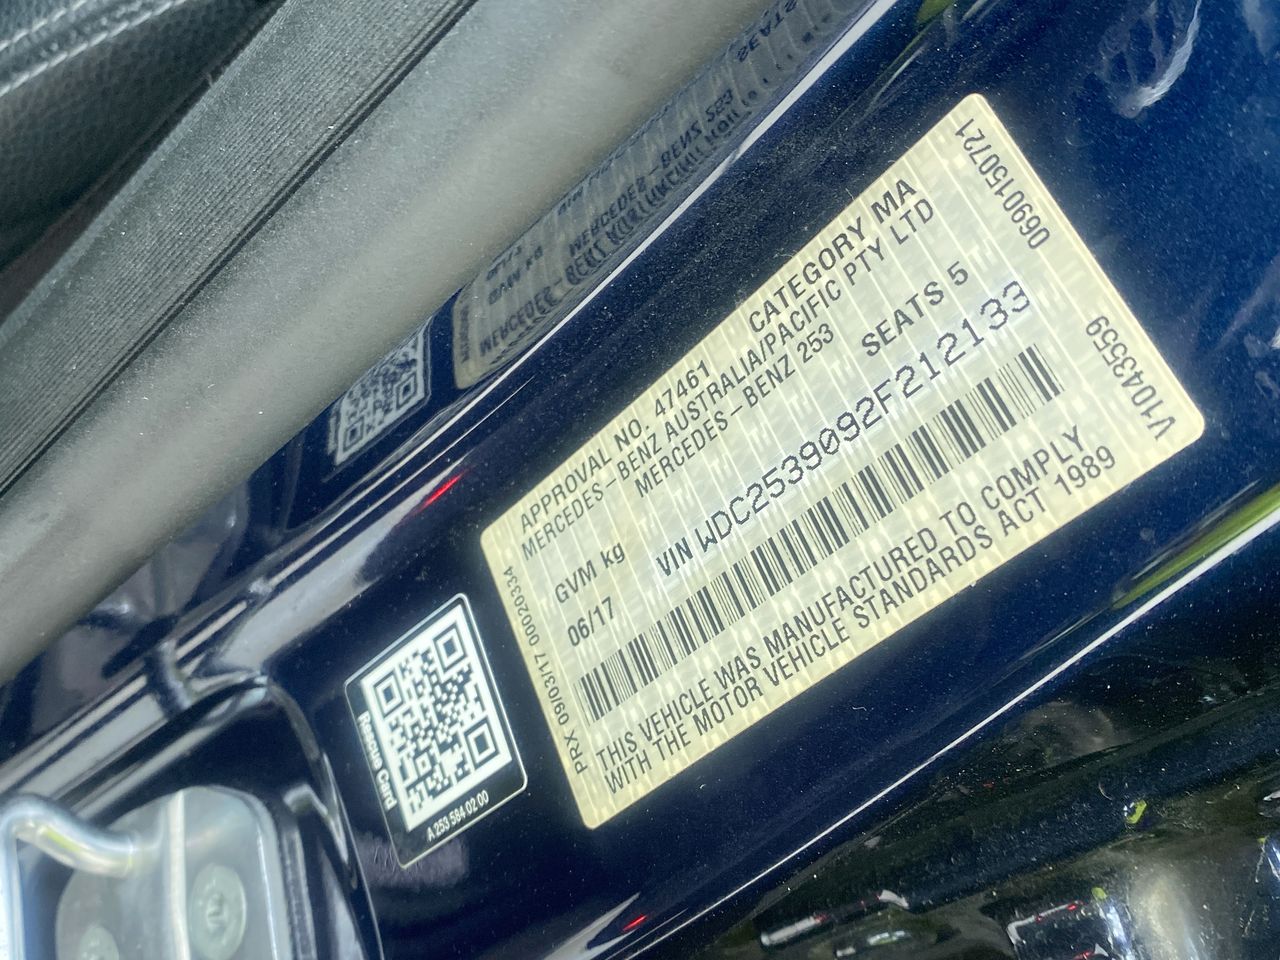 APPROVAL NO. 47461 CATEGORY MA
MERCEDES-BENZ AUSTRALIA/PACIFIC PTY LTD
MERCEDES-BENZ 253
GVM kg SEATS 5
06/17 VIN WDC2539092F212133
THIS VEHICLE WAS MANUFACTURED TO COMPLY
WITH THE MOTOR VEHICLE STANDARDS ACT 1989
PRX 09/03/17 00020334
0690150721
V1043559
Rescue Card
A 253 584 02 00